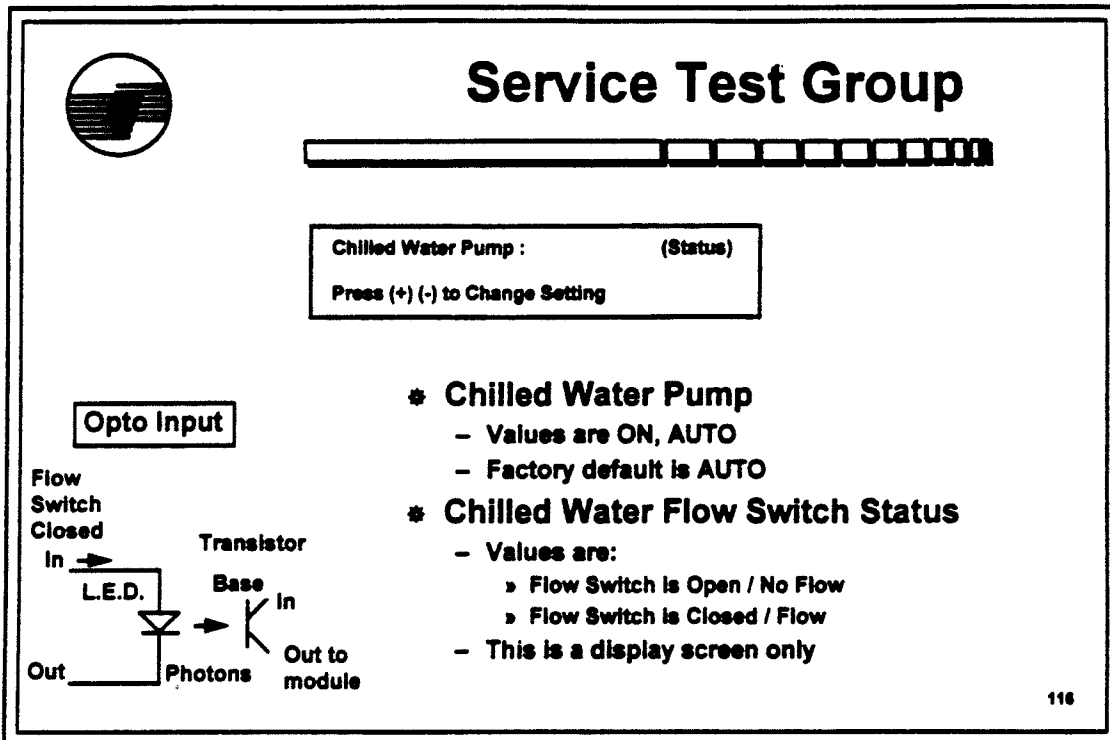 Service Test Group
Chilled Water Pump : (Status)
Press (+) (-) to Change Setting
Opto Input
Flow
Switch
Closed
In
L.E.D.
Out
Photons
Transistor
Base
In
Out to
module
* Chilled Water Pump
– Values are ON, AUTO
– Factory default is AUTO
* Chilled Water Flow Switch Status
– Values are:
» Flow Switch is Open / No Flow
» Flow Switch is Closed / Flow
– This is a display screen only
116